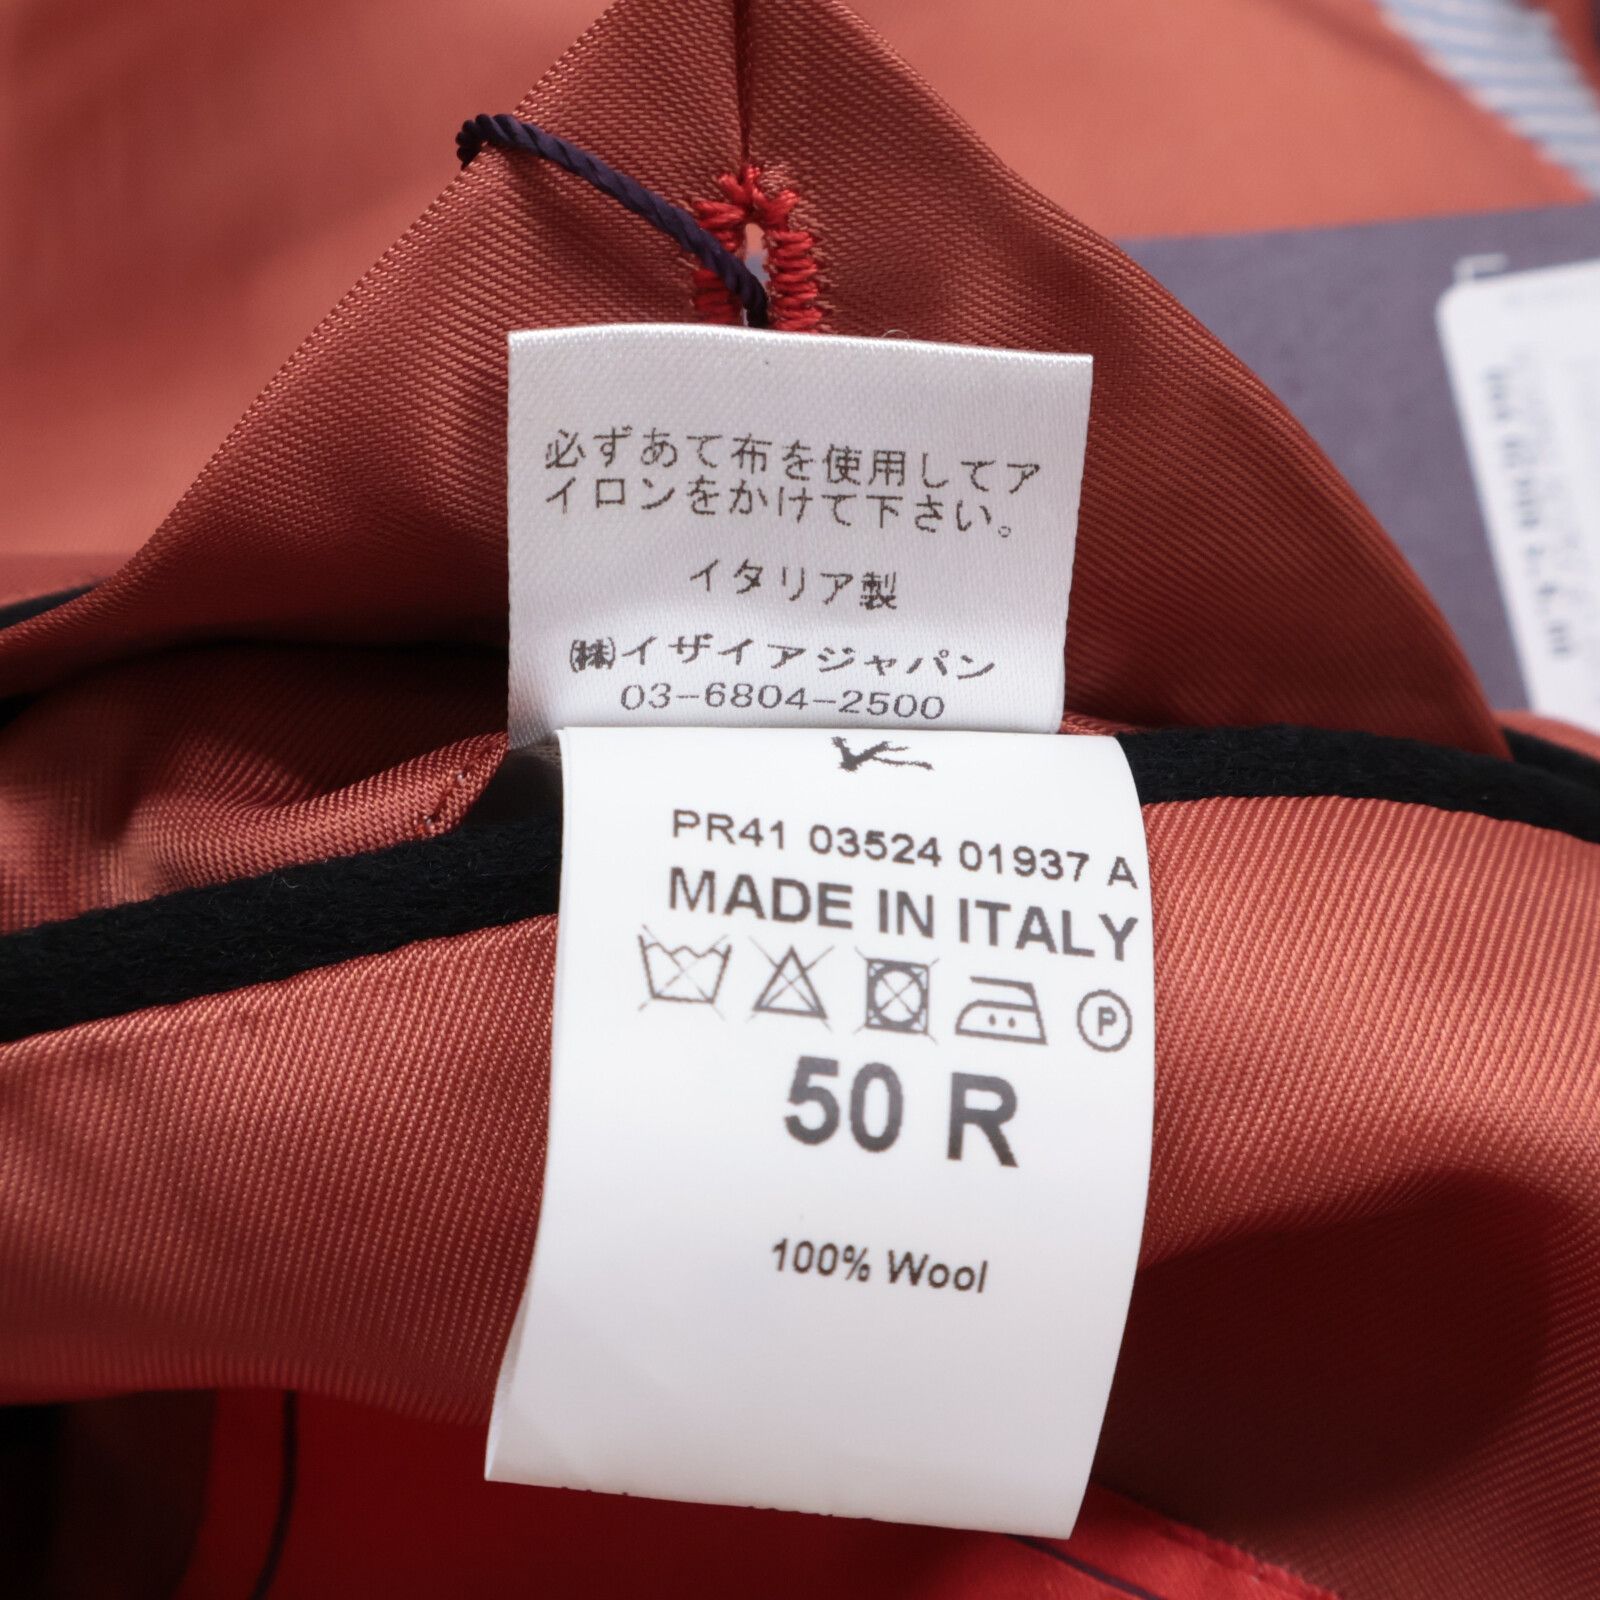 必ずあて布を使用してア
イロンをかけて下さい。
イタリア製
㈱イザイアジャパン
03-6804-2500
PR41 03524 01937 A
MADE IN ITALY
P
50 R
100% Wool